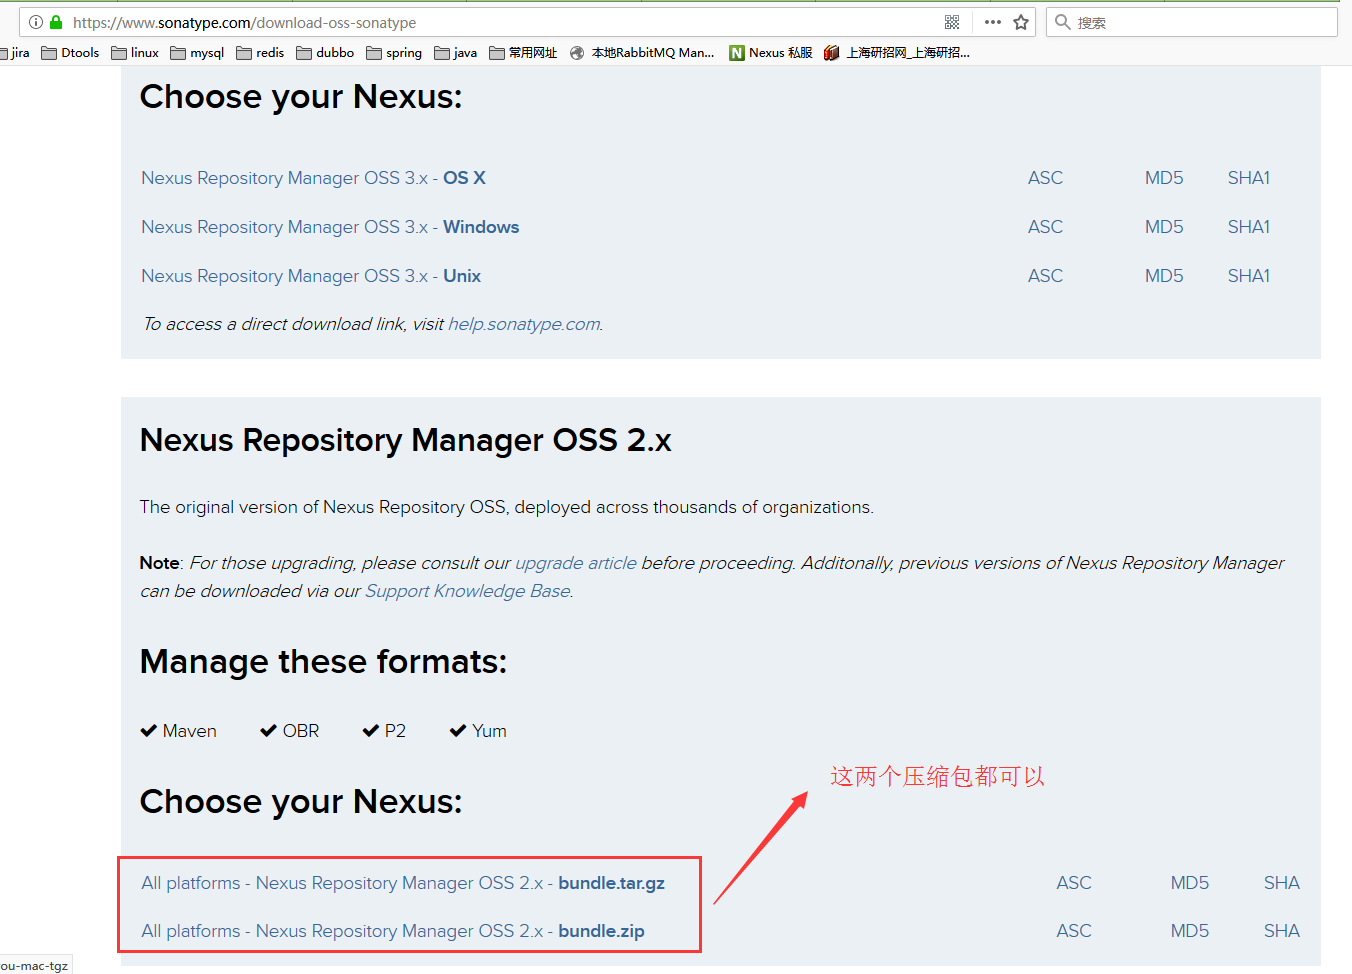 https://www.sonatype.com/download-oss-sonatype
搜索
jira Dtools linux mysql redis dubbo spring java 常用网址 本地RabbitMQ Man... Nexus 私服 上海研招网_上海研招...
Choose your Nexus:
Nexus Repository Manager OSS 3.x - OS X ASC MD5 SHA1
Nexus Repository Manager OSS 3.x - Windows ASC MD5 SHA1
Nexus Repository Manager OSS 3.x - Unix ASC MD5 SHA1
To access a direct download link, visit help.sonatype.com.
Nexus Repository Manager OSS 2.x
The original version of Nexus Repository OSS, deployed across thousands of organizations.
Note: For those upgrading, please consult our upgrade article before proceeding. Additonally, previous versions of Nexus Repository Manager
can be downloaded via our Support Knowledge Base.
Manage these formats:
Maven OBR P2 Yum
这两个压缩包都可以
Choose your Nexus:
All platforms - Nexus Repository Manager OSS 2.x - bundle.tar.gz ASC MD5 SHA
All platforms - Nexus Repository Manager OSS 2.x - bundle.zip ASC MD5 SHA
ou-mac-tgz